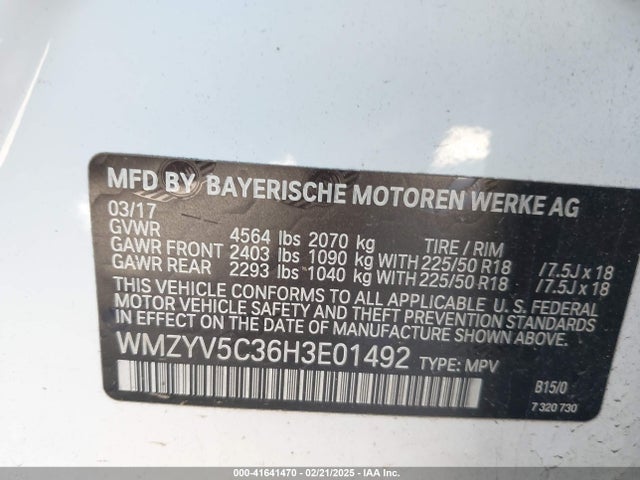 MFD BY BAYERISCHE MOTOREN WERKE AG
03/17
GVWR 4564 lbs 2070 kg TIRE / RIM
GAWR FRONT 2403 lbs 1090 kg WITH 225/50 R18 /7.5J x 18
GAWR REAR 2293 lbs 1040 kg WITH 225/50 R18 /7.5J x 18
THIS VEHICLE CONFORMS TO ALL APPLICABLE U.S. FEDERAL
MOTOR VEHICLE SAFETY AND THEFT PREVENTION STANDARDS
IN EFFECT ON THE DATE OF MANUFACTURE SHOWN ABOVE.
WMZYV5C36H3E01492 TYPE: MPV
B15/0
7 320 730
000-41641470 - 02/21/2025 - IAA Inc.